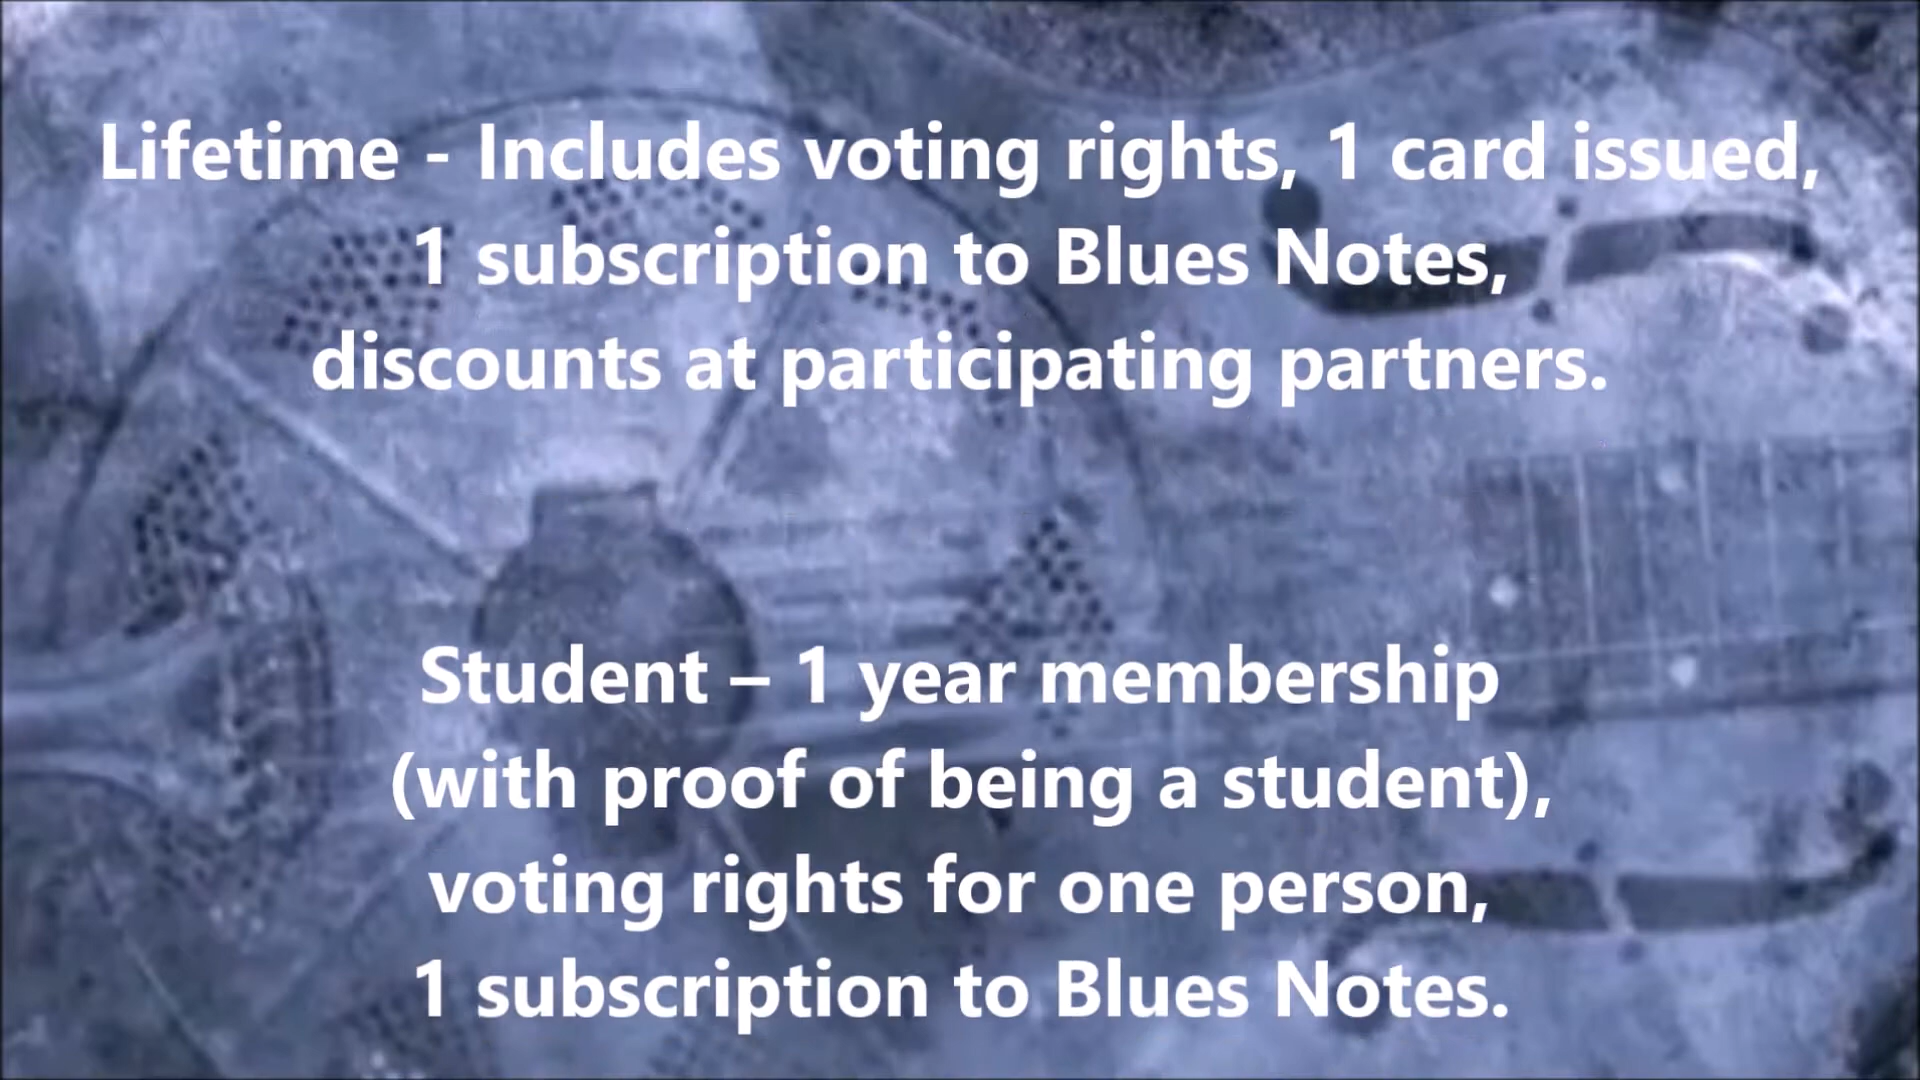 Lifetime - Includes voting rights, 1 card issued,
1 subscription to Blues Notes,
discounts at participating partners.
Student – 1 year membership
(with proof of being a student),
voting rights for one person,
1 subscription to Blues Notes.